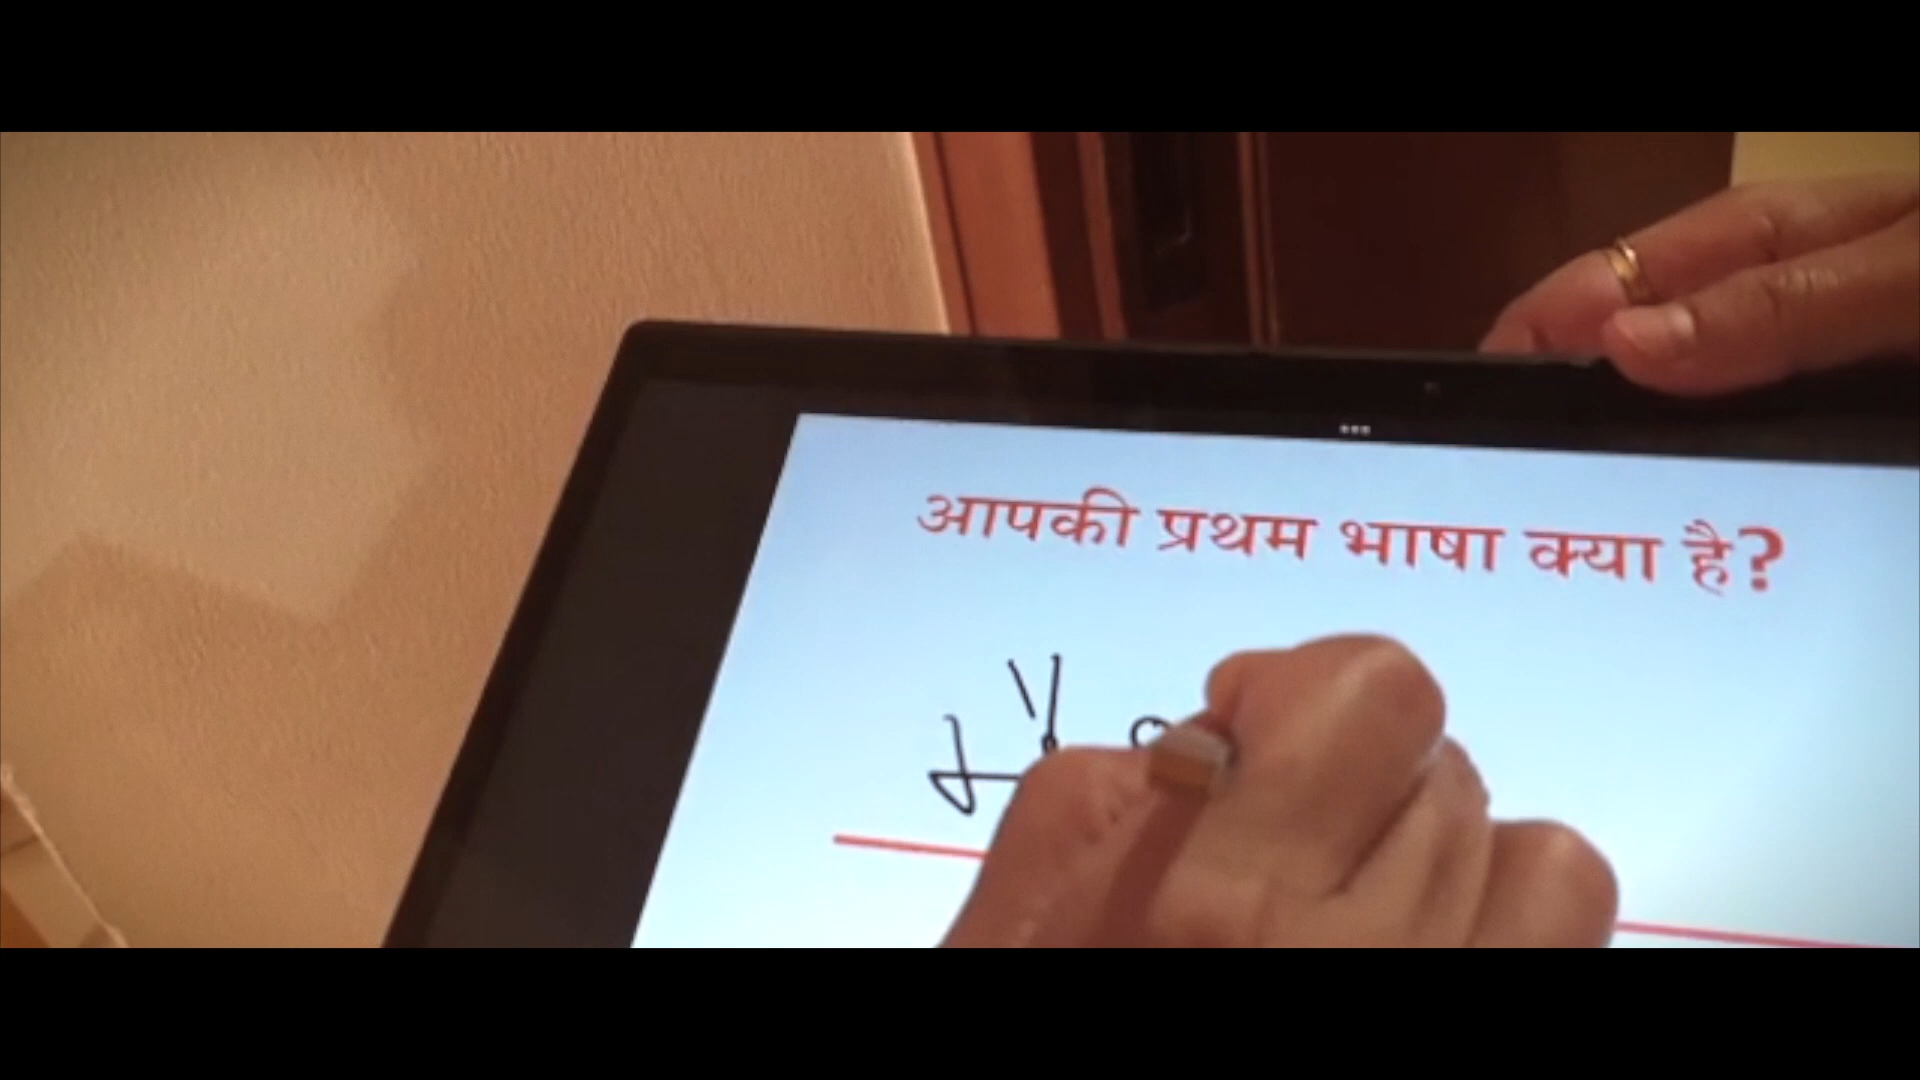 आपकी प्रथम भाषा क्या है?